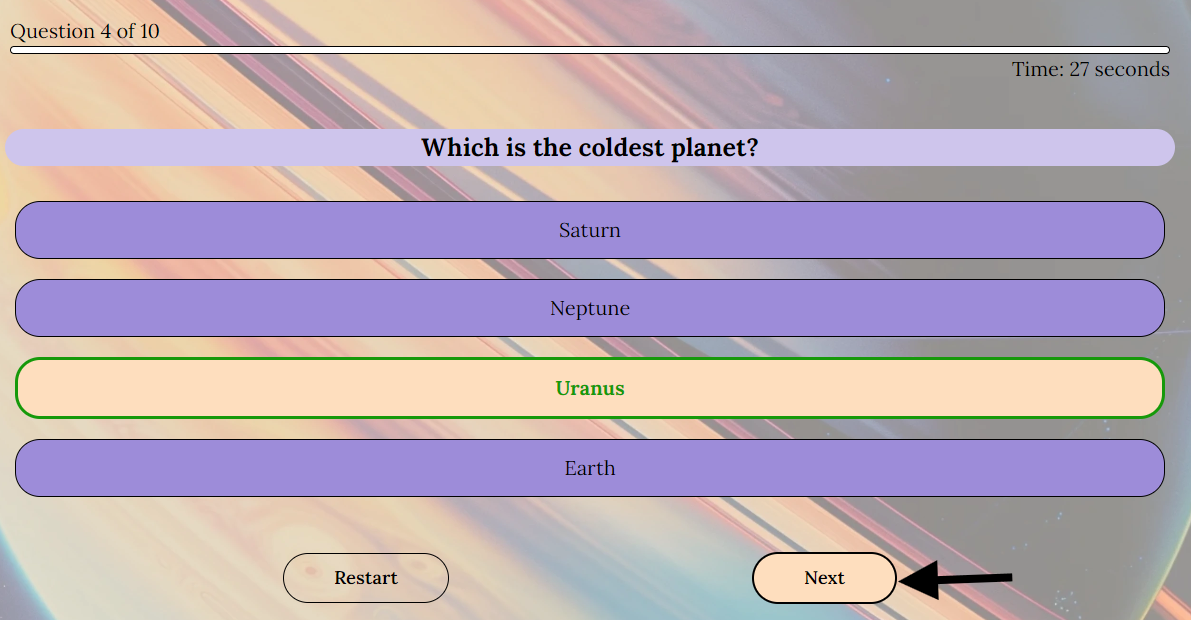 Question 4 of 10
Time: 27 seconds
Which is the coldest planet?
Saturn
Neptune
Uranus
Earth
Restart
Next